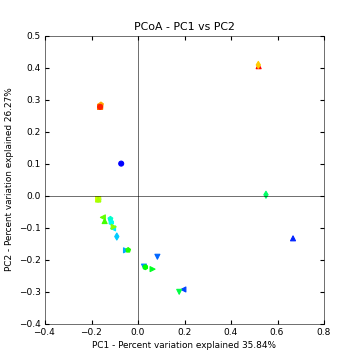 PCoA - PC1 vs PC2
0.5
0.4
0.3
0.2
0.1
0.0
−0.1
−0.2
−0.3
−0.4
PC2 - Percent variation explained 26.27%
−0.4 −0.2 0.0 0.2 0.4 0.6 0.8
PC1 - Percent variation explained 35.84%